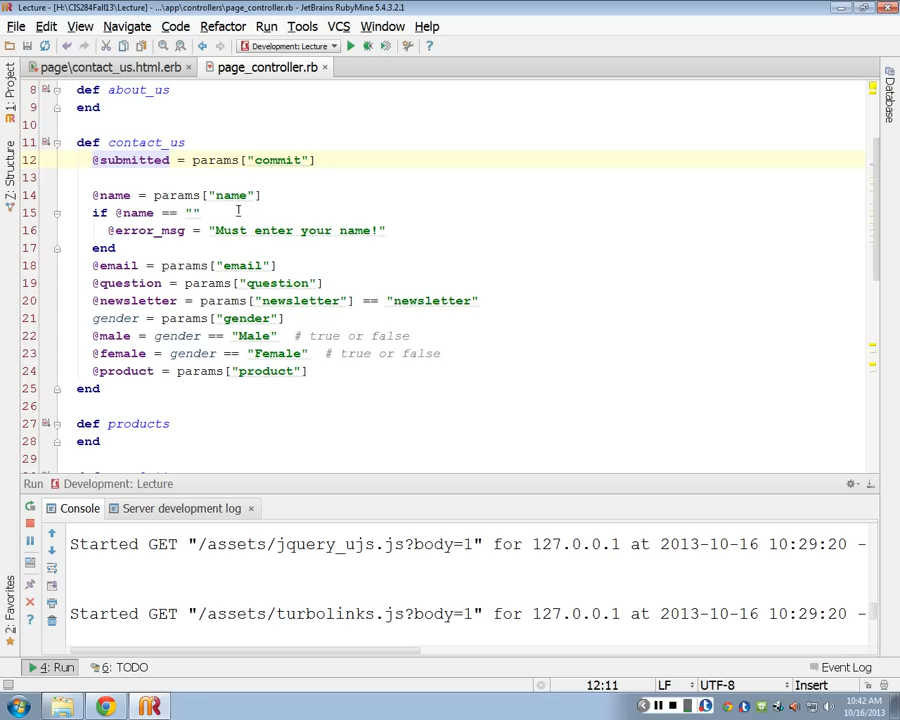 Lecture - [H:\CIS284Fall13\Lecture] - ...\app\controllers\page_controller.rb - JetBrains RubyMine 5.4.3.2.1
File Edit View Navigate Code Refactor Run Tools VCS Window Help
Development: Lecture
page\contact_us.html.erb page_controller.rb
1: Project
Z: Structure
2: Favorites
Database
8 def about_us
9 end
10
11 def contact_us
12 @submitted = params["commit"]
13
14 @name = params["name"]
15 if @name == ""
16 @error_msg = "Must enter your name!"
17 end
18 @email = params["email"]
19 @question = params["question"]
20 @newsletter = params["newsletter"] == "newsletter"
21 gender = params["gender"]
22 @male = gender == "Male" # true or false
23 @female = gender == "Female" # true or false
24 @product = params["product"]
25 end
26
27 def products
28 end
29
Run Development: Lecture
Console Server development log
Started GET "/assets/jquery_ujs.js?body=1" for 127.0.0.1 at 2013-10-16 10:29:20 -
Started GET "/assets/turbolinks.js?body=1" for 127.0.0.1 at 2013-10-16 10:29:20 -
4: Run 6: TODO Event Log
12:11 LF UTF-8 Insert
10:42 AM
10/16/2013